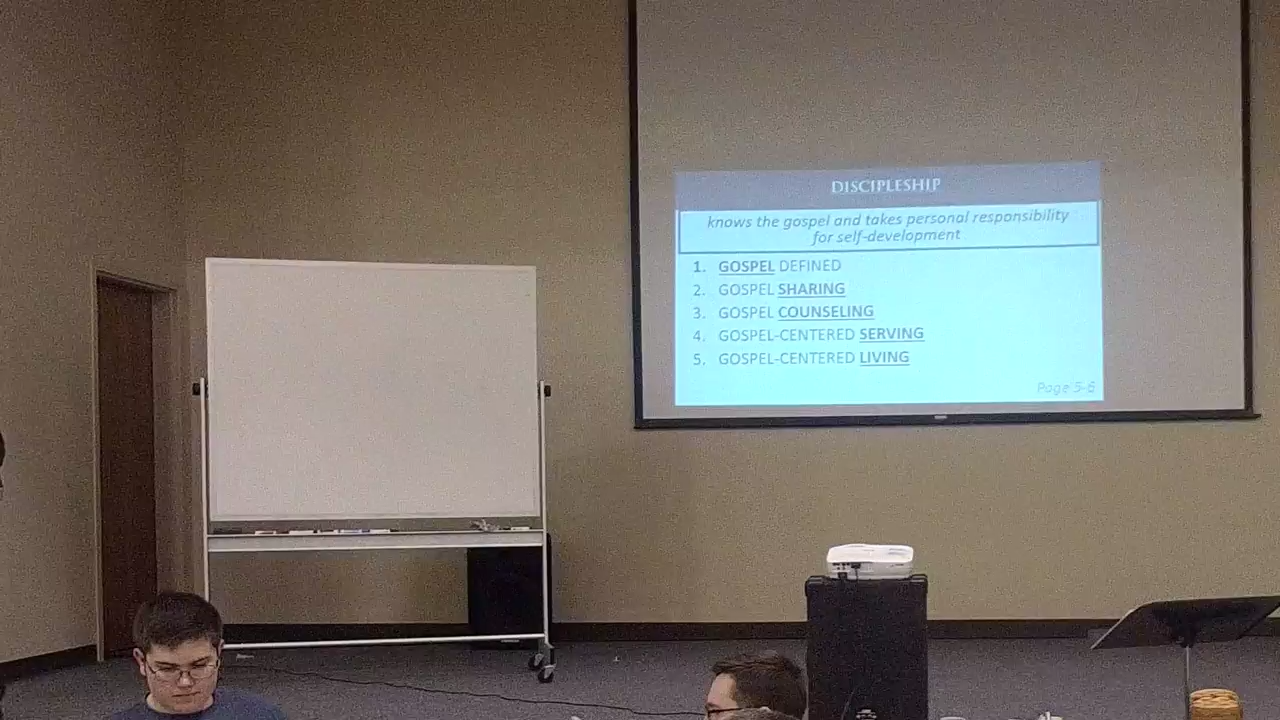 DISCIPLESHIP
knows the gospel and takes personal responsibility
for self-development
1. GOSPEL DEFINED
2. GOSPEL SHARING
3. GOSPEL COUNSELING
4. GOSPEL-CENTERED SERVING
5. GOSPEL-CENTERED LIVING
Page 5-6